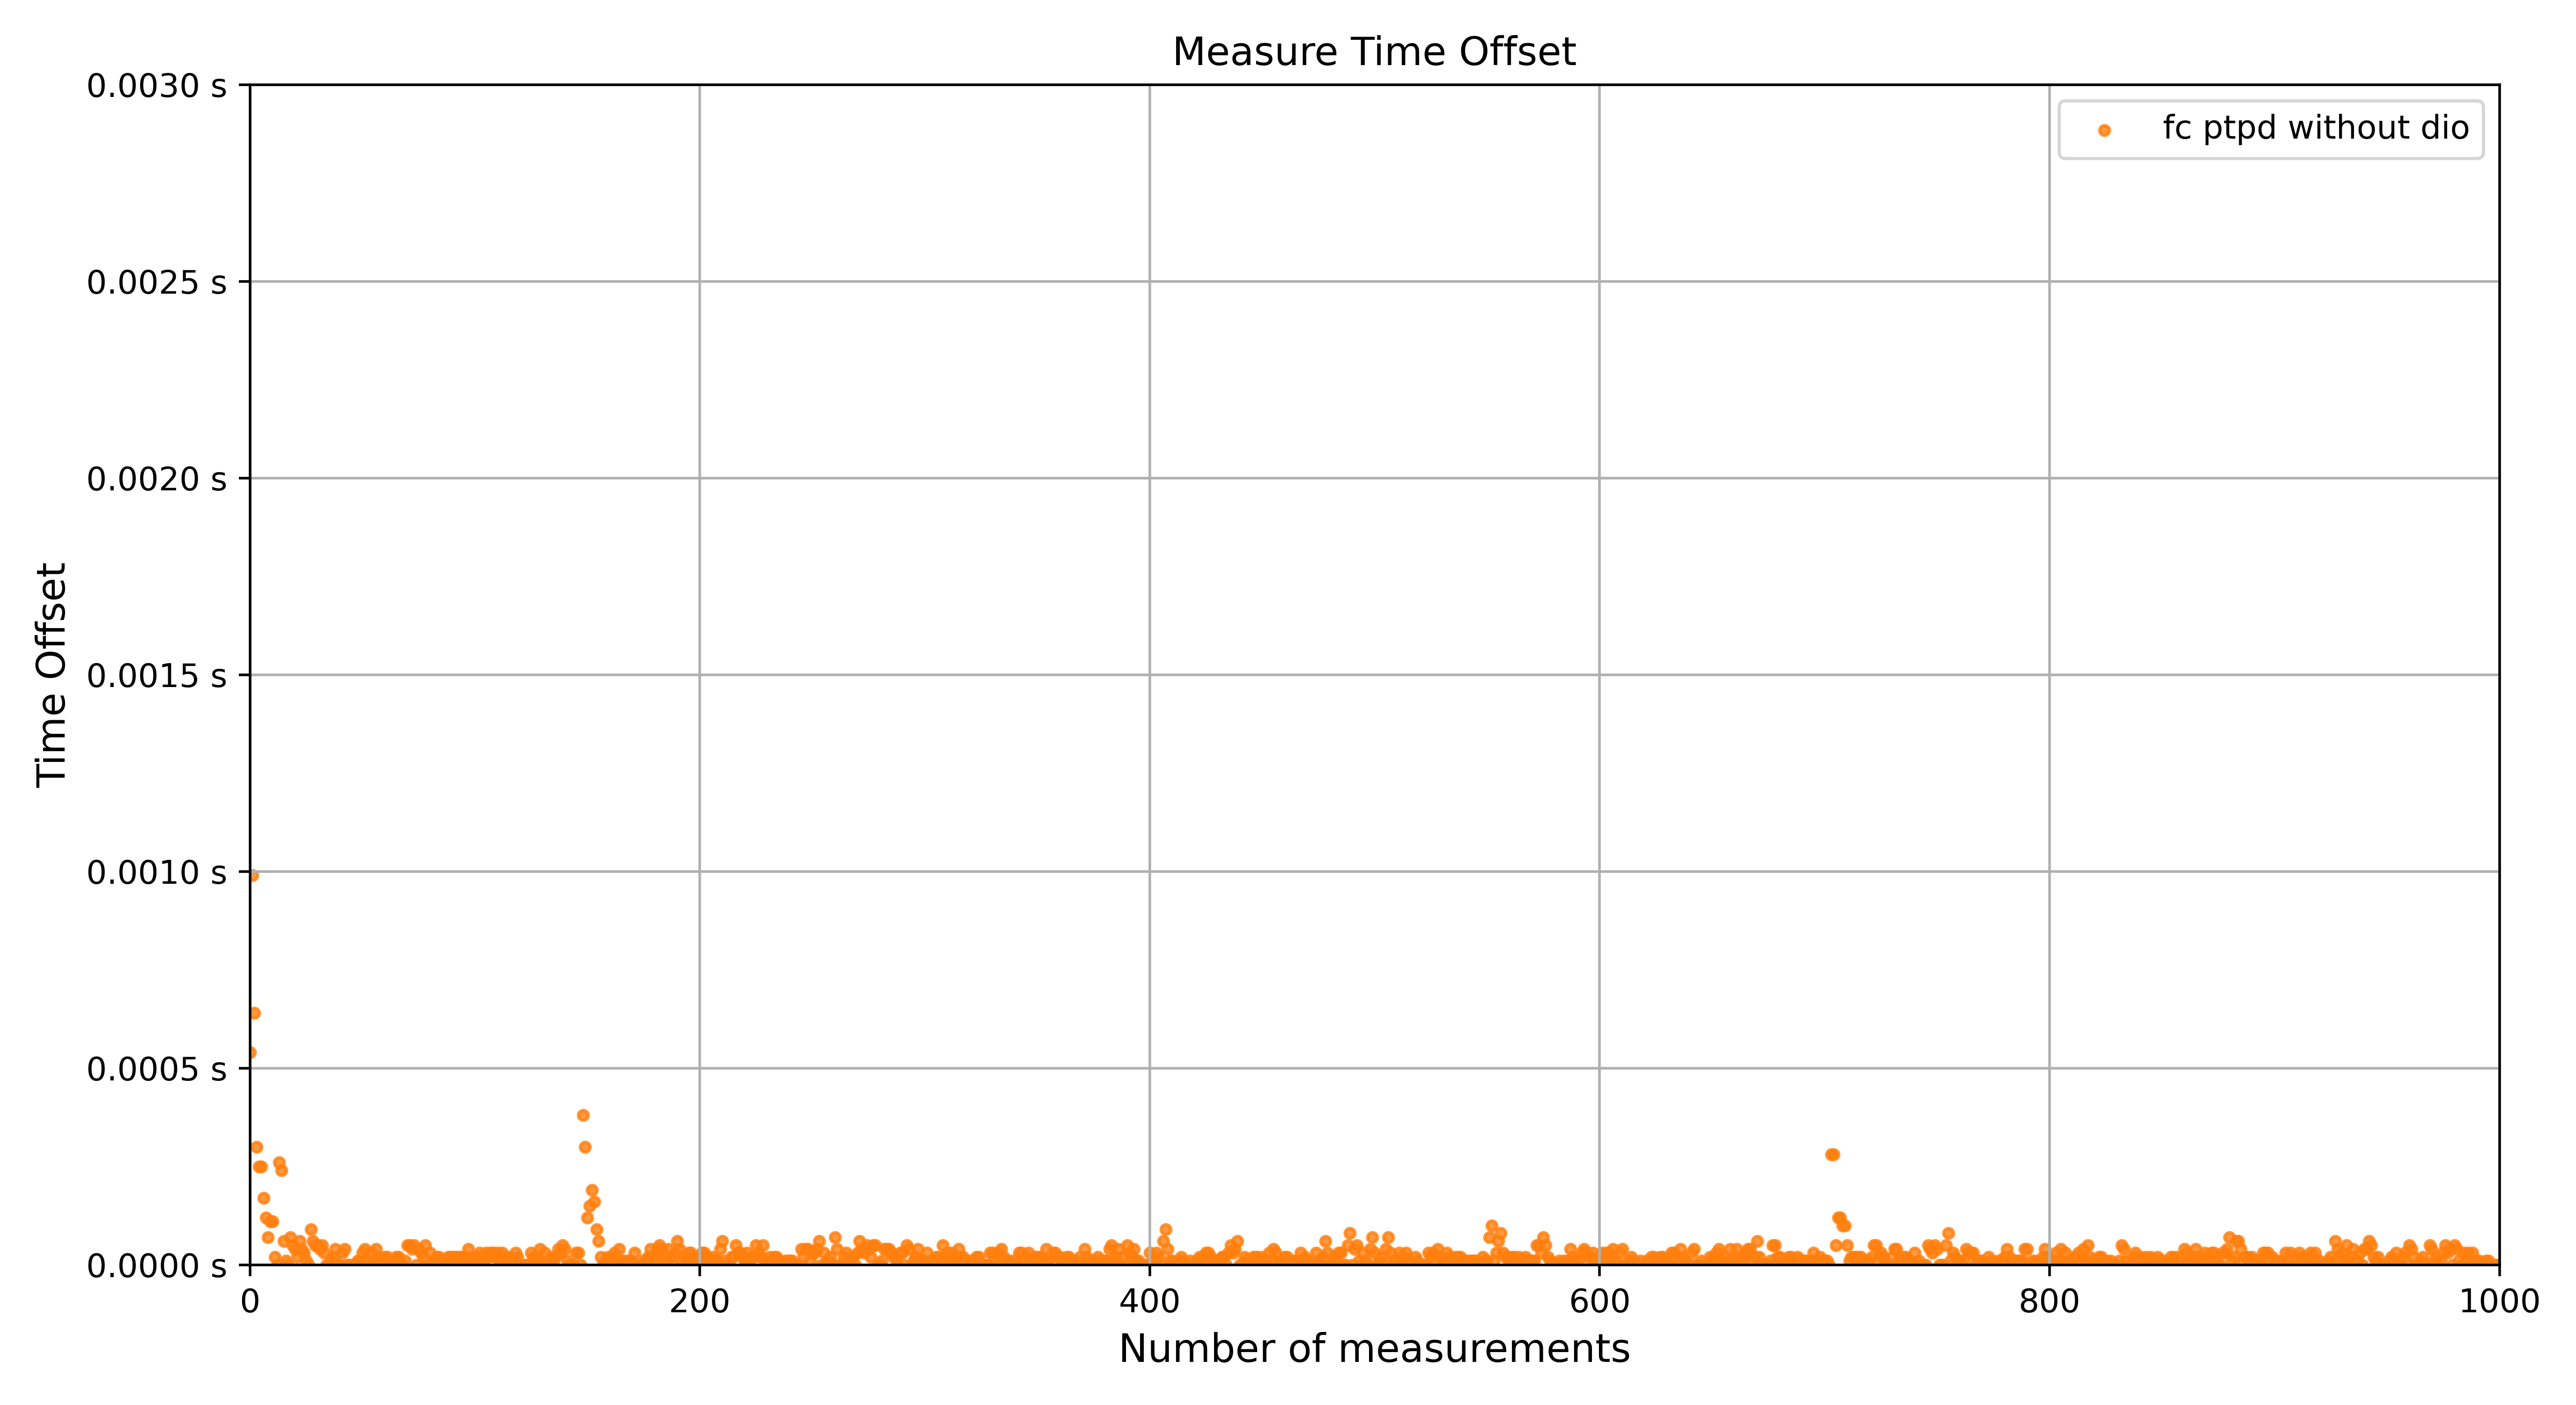 Measure Time Offset
0.0030 s
0.0025 s
0.0020 s
0.0015 s
0.0010 s
0.0005 s
0.0000 s
Time Offset
fc ptpd without dio
0 200 400 600 800 1000
Number of measurements